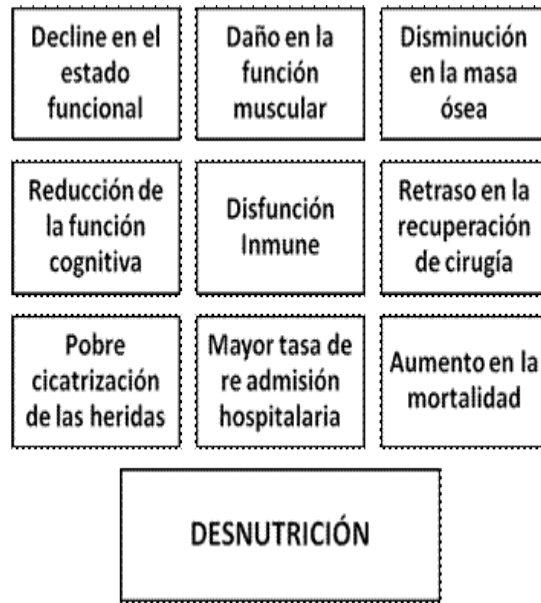 Decline en el
estado
funcional
Daño en la
función
muscular
Disminución
en la masa
ósea
Reducción de
la función
cognitiva
Disfunción
Inmune
Retraso en la
recuperación
de cirugía
Pobre
cicatrización
de las heridas
Mayor tasa de
re admisión
hospitalaria
Aumento en la
mortalidad
DESNUTRICIÓN